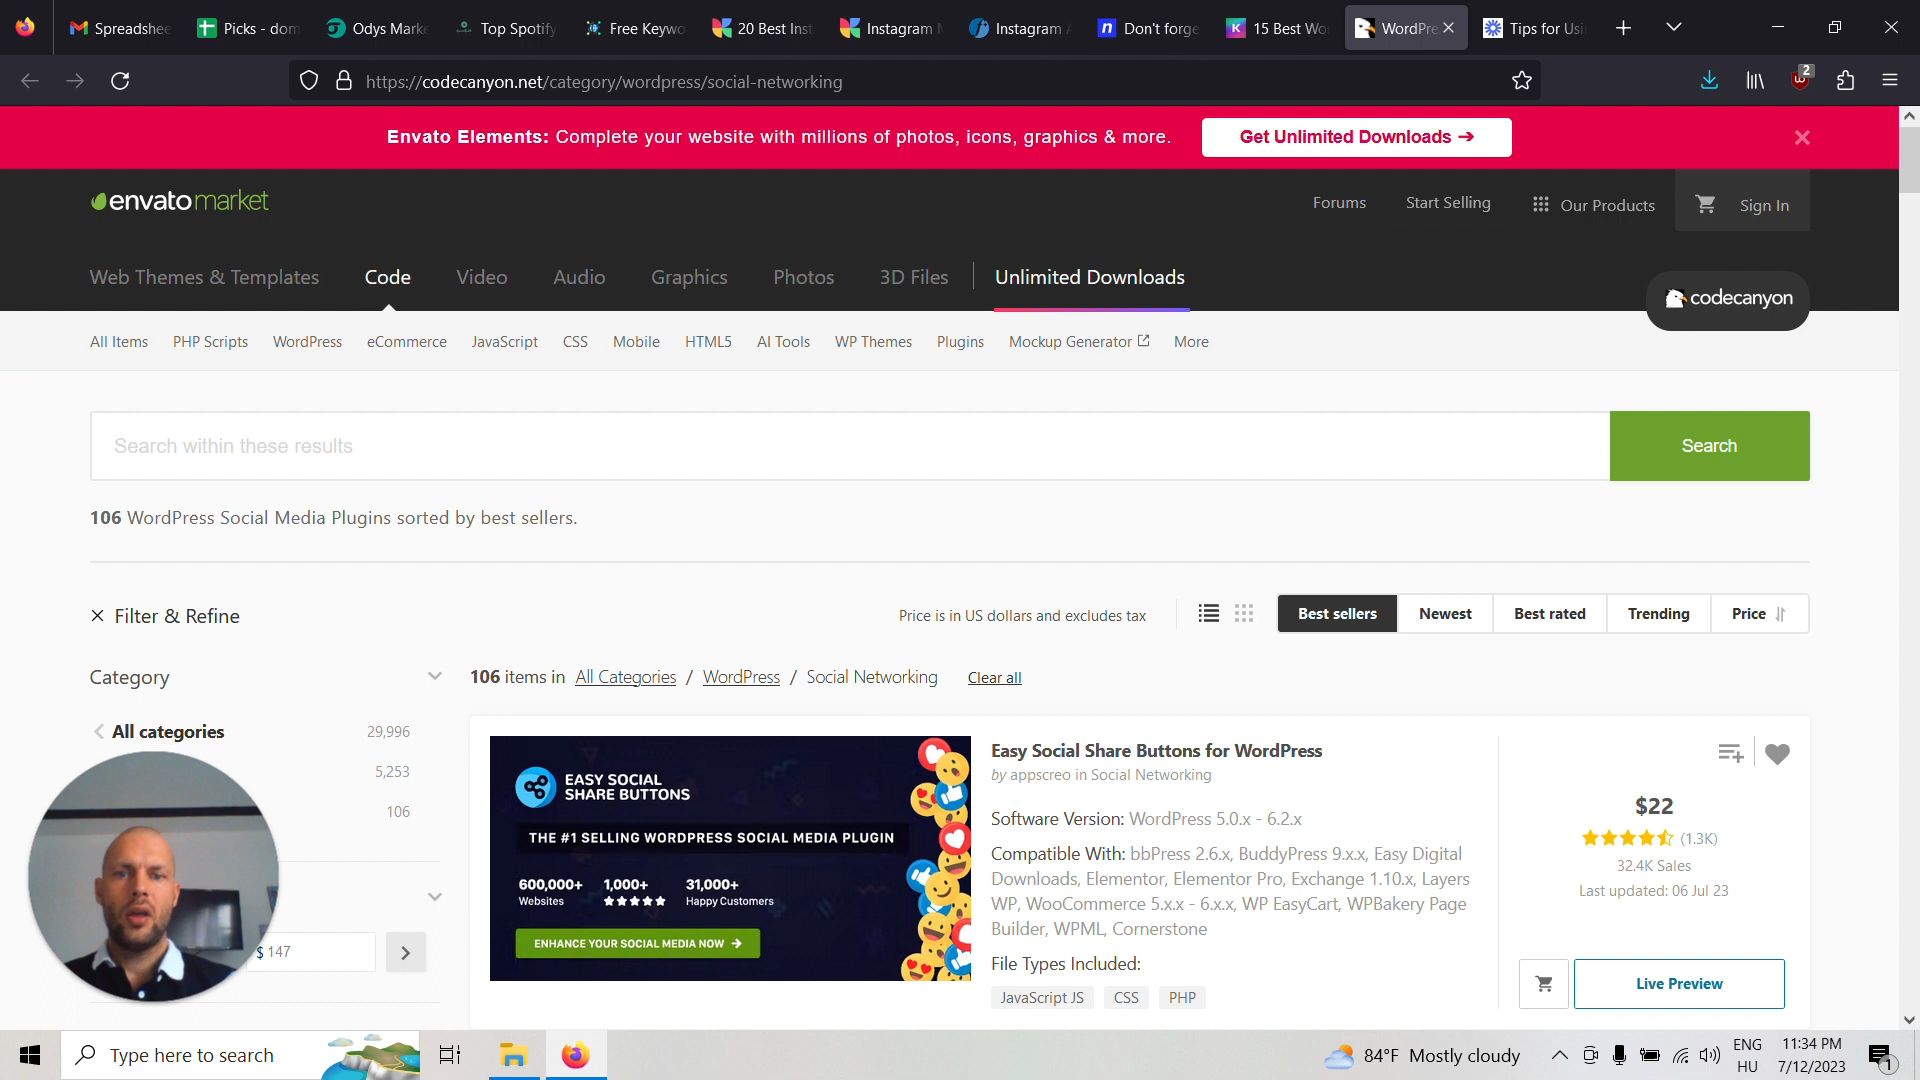 Spreadshee
Picks - dom
Odys Marke
Top Spotify
Free Keywo
20 Best Inst
Instagram M
Instagram A
Don't forge
15 Best Wo
WordPre
Tips for Usi
https://codecanyon.net/category/wordpress/social-networking
2
Envato Elements: Complete your website with millions of photos, icons, graphics & more.
Get Unlimited Downloads →
envato market
Forums
Start Selling
Our Products
Sign In
Web Themes & Templates
Code
Video
Audio
Graphics
Photos
3D Files
Unlimited Downloads
codecanyon
All Items
PHP Scripts
WordPress
eCommerce
JavaScript
CSS
Mobile
HTML5
AI Tools
WP Themes
Plugins
Mockup Generator
More
Search within these results
Search
106 WordPress Social Media Plugins sorted by best sellers.
Filter & Refine
Price is in US dollars and excludes tax
Best sellers
Newest
Best rated
Trending
Price
Category
106 items in All Categories / WordPress / Social Networking
Clear all
All categories
29,996
5,253
106
$ 147
EASY SOCIAL
SHARE BUTTONS
THE #1 SELLING WORDPRESS SOCIAL MEDIA PLUGIN
600,000+
Websites
1,000+
★★★★★
31,000+
Happy Customers
ENHANCE YOUR SOCIAL MEDIA NOW →
Easy Social Share Buttons for WordPress
by appscreo in Social Networking
Software Version: WordPress 5.0.x - 6.2.x
Compatible With: bbPress 2.6.x, BuddyPress 9.x.x, Easy Digital
Downloads, Elementor, Elementor Pro, Exchange 1.10.x, Layers
WP, WooCommerce 5.x.x - 6.x.x, WP EasyCart, WPBakery Page
Builder, WPML, Cornerstone
File Types Included:
JavaScript JS
CSS
PHP
$22
(1.3K)
32.4K Sales
Last updated: 06 Jul 23
Live Preview
Type here to search
84°F Mostly cloudy
ENG
HU
11:34 PM
7/12/2023
1